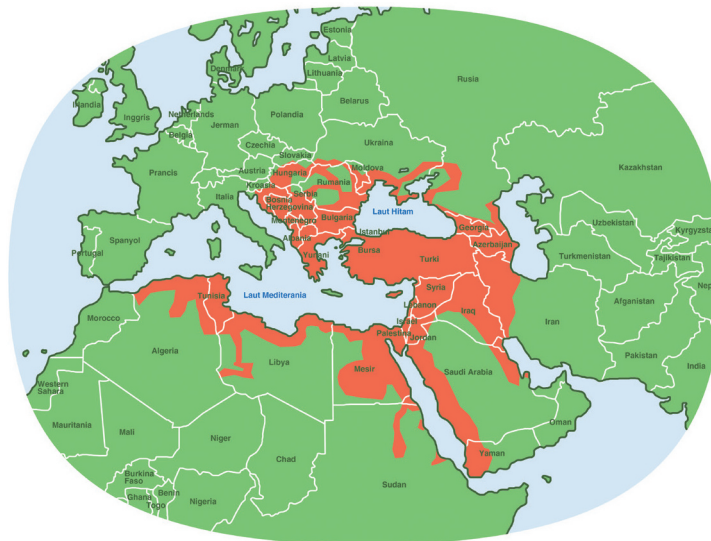 Estonia
Latvia
Lithuania
Rusia
Denmark
Irlandia
Inggris
Netherlands
Belgia
Jerman
Polandia
Belarus
Ukraina
Kazakhstan
Czechia
Slovakia
Prancis
Austria
Hungaria
Moldova
Rumania
Kroasia
Italia
Serbia
Bosnia
Herzagovina
Laut Hitam
Montenegro
Bulgaria
Istanbul
Georgia
Azerbaijan
Uzbekistan
Kyrgyzstan
Tajikistan
Turkmenistan
Portugal
Spanyol
Albania
Yunani
Bursa
Turki
Tunisia
Laut Mediterania
Syria
Lebanon
Israel
Palestina
Jordan
Iraq
Iran
Afganistan
Pakistan
Nep
India
Morocco
Algeria
Libya
Mesir
Saudi Arabia
Oman
Western
Sahara
Mauritania
Mali
Niger
Chad
Sudan
Yaman
Burkina
Faso
Ghana
Togo
Benin
Nigeria